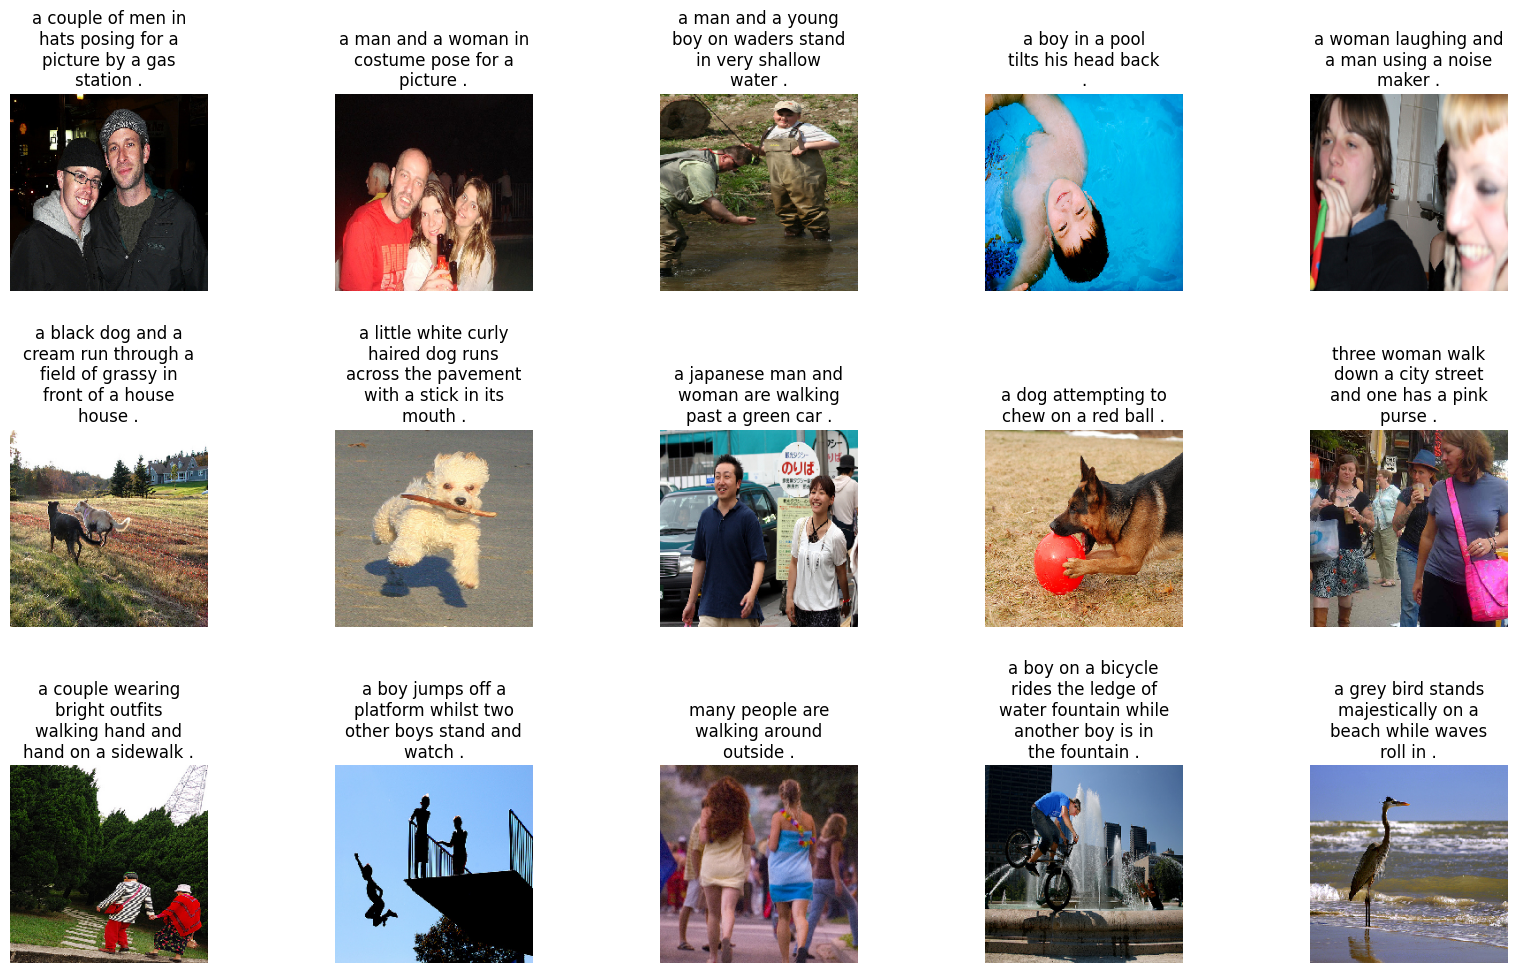 a couple of men in
hats posing for a
picture by a gas
station .
a man and a woman in
costume pose for a
picture .
a man and a young
boy on waders stand
in very shallow
water .
a boy in a pool
tilts his head back
.
a woman laughing and
a man using a noise
maker .
a black dog and a
cream run through a
field of grassy in
front of a house
house .
a little white curly
haired dog runs
across the pavement
with a stick in its
mouth .
a japanese man and
woman are walking
past a green car .
のりば
a dog attempting to
chew on a red ball .
three woman walk
down a city street
and one has a pink
purse .
a couple wearing
bright outfits
walking hand and
hand on a sidewalk .
a boy jumps off a
platform whilst two
other boys stand and
watch .
many people are
walking around
outside .
a boy on a bicycle
rides the ledge of
water fountain while
another boy is in
the fountain .
a grey bird stands
majestically on a
beach while waves
roll in .